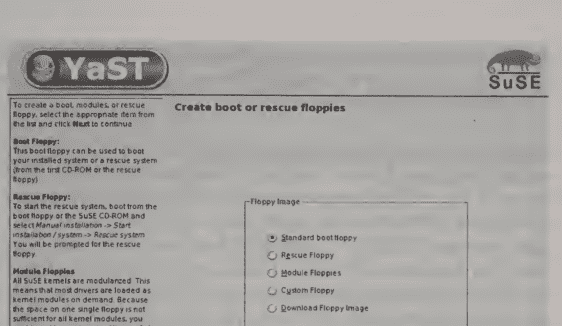 YaST
SuSE
To create a boot, modules, or rescue
floppy, select the appropriate item from
the list and click Next to continue
Create boot or rescue floppies
Boot Floppy:
This boot floppy can be used to boot
your installed system or a rescue system
(from the first CD-ROM or the rescue
floppy)
Rescue Floppy:
To start the rescue system, boot from the
boot floppy or the SuSE CD-ROM and
select Manual installation -> Start
installation / system -> Rescue system
You will be prompted for the rescue
floppy
Module Floppies
All SuSE kernels are modularized This
means that most drivers are loaded as
kernel modules on demand. Because
the space on one single floppy is not
sufficient for all kernel modules, you
Floppy Image
Standard boot floppy
Rescue Floppy
Module Floppies
Custom Floppy
Download Floppy Image